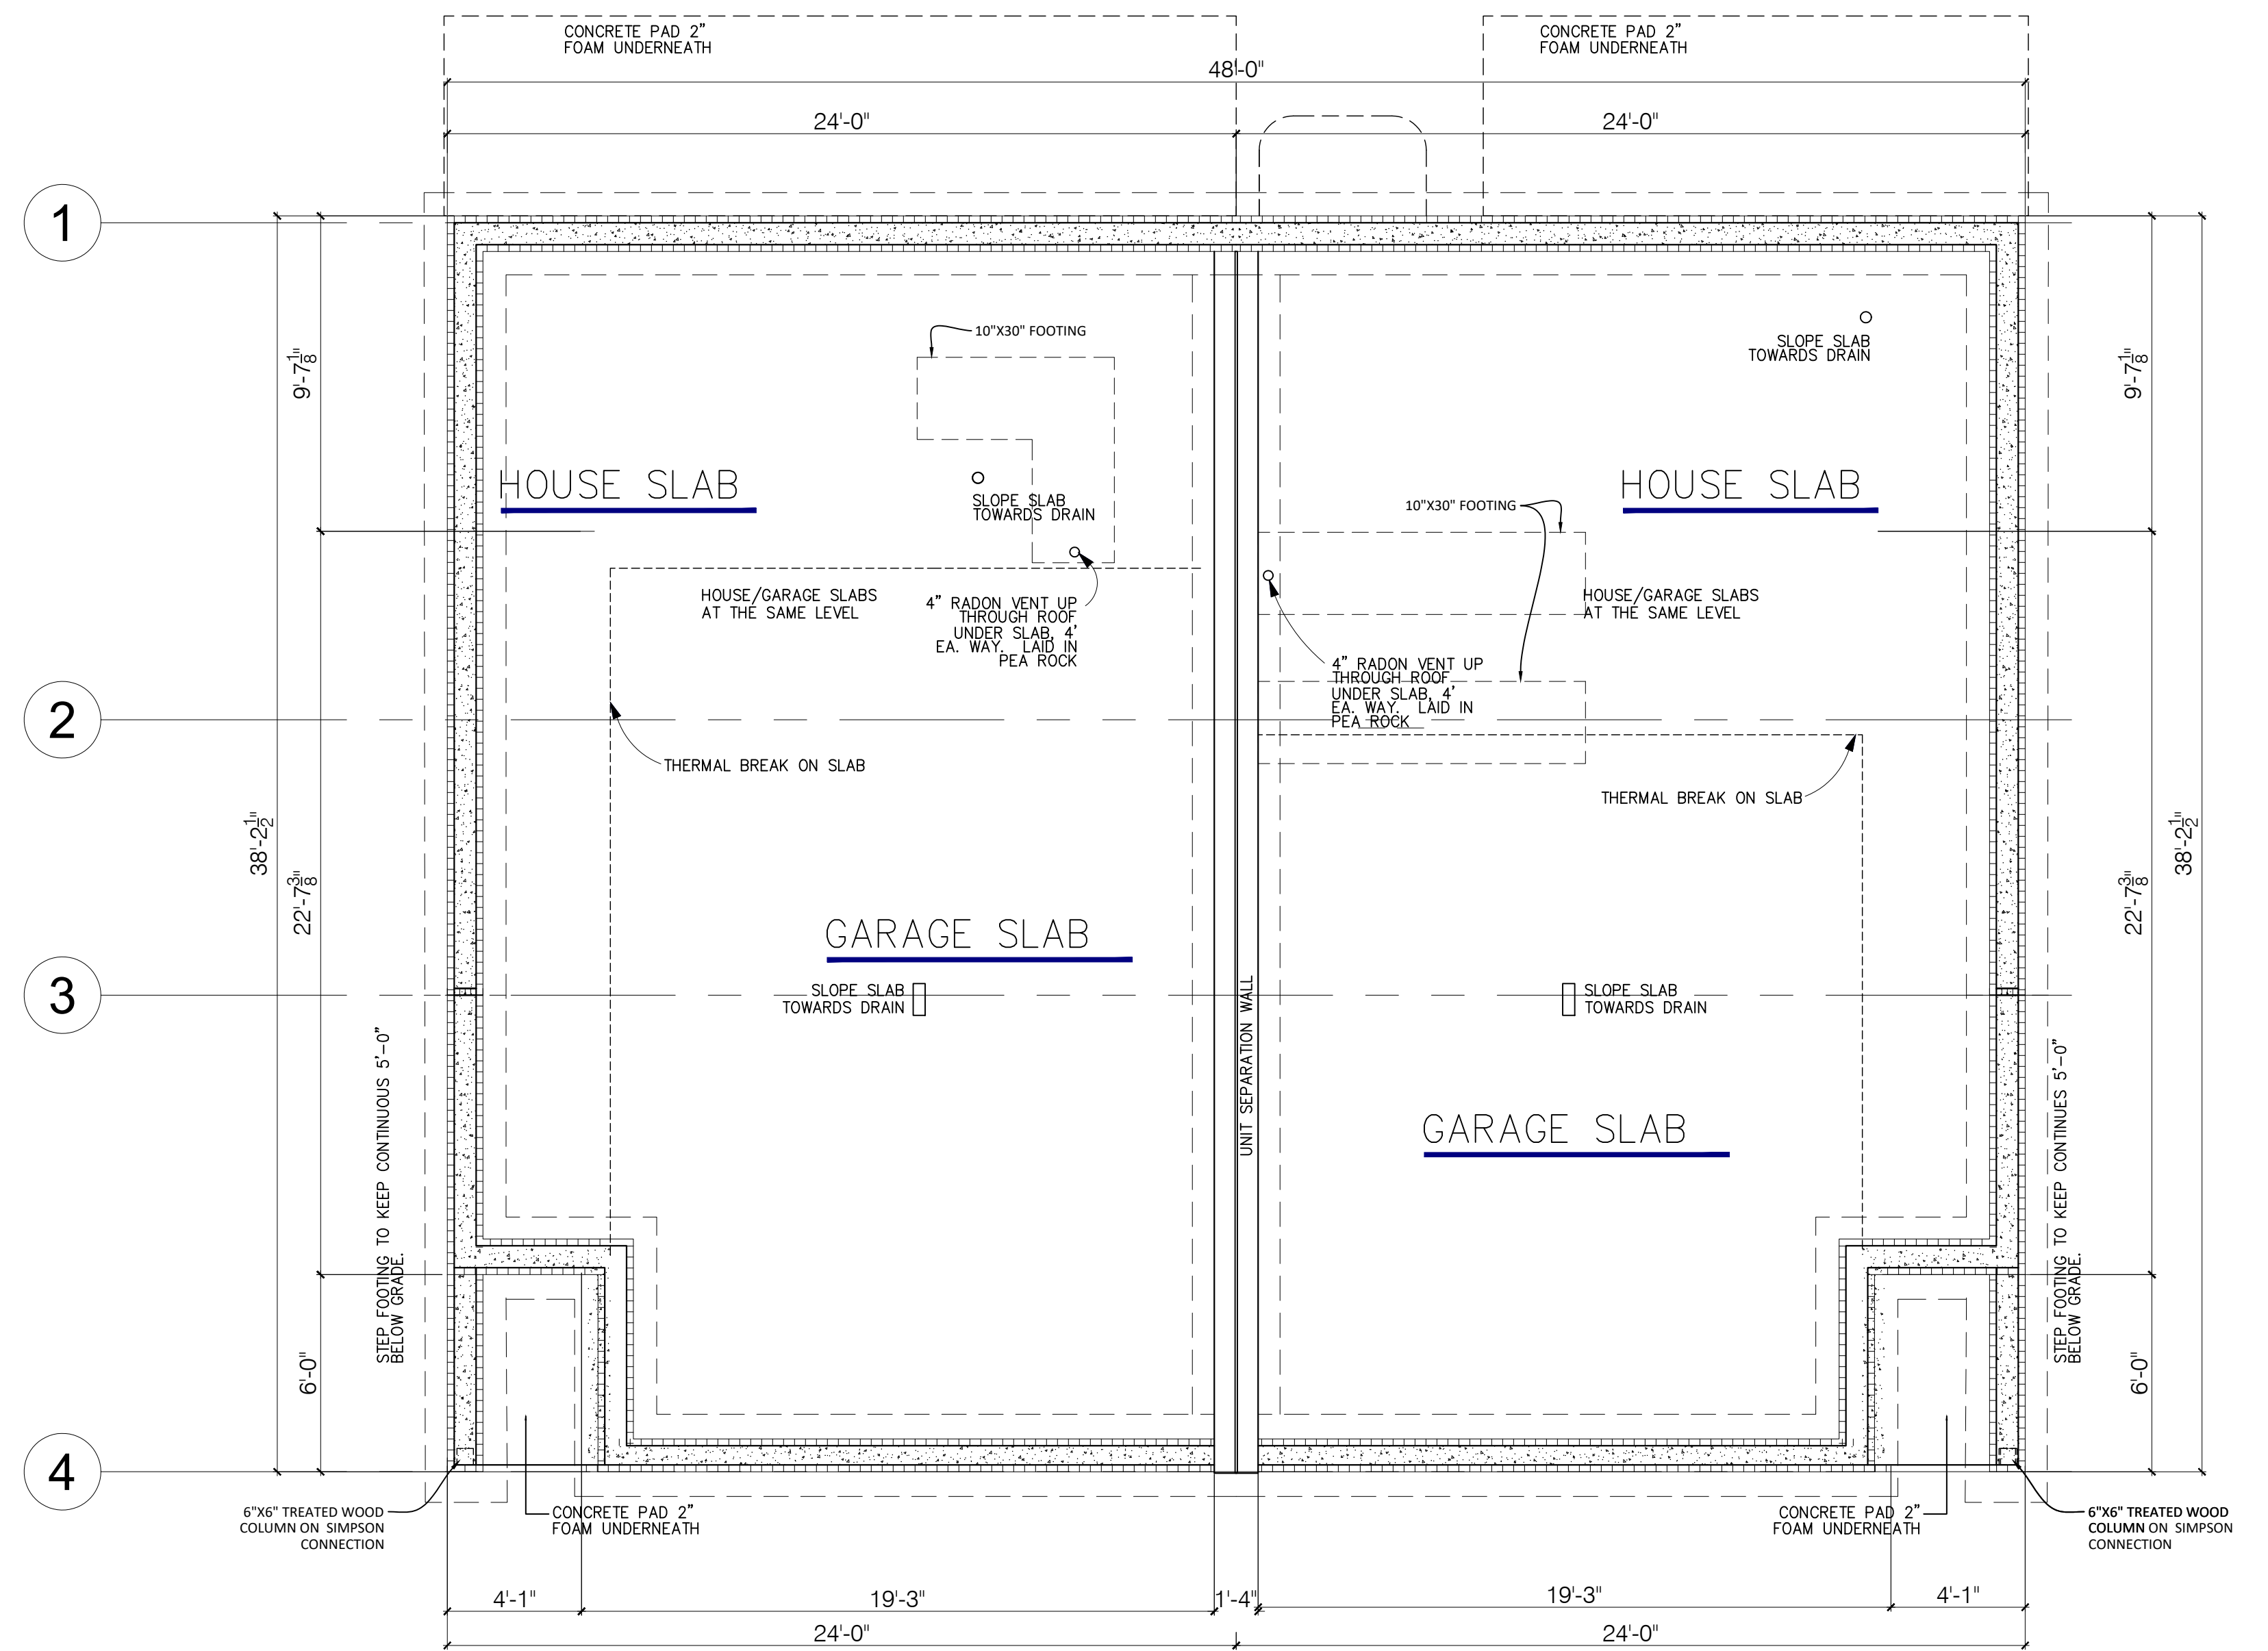 CONCRETE PAD 2"
FOAM UNDERNEATH
CONCRETE PAD 2"
FOAM UNDERNEATH
48'-0"
24'-0"
24'-0"
1
9'-7 1/8"
9'-7 1/8"
10"X30" FOOTING
SLOPE SLAB
TOWARDS DRAIN
HOUSE SLAB
HOUSE SLAB
SLOPE SLAB
TOWARDS DRAIN
10"X30" FOOTING
HOUSE/GARAGE SLABS
AT THE SAME LEVEL
4" RADON VENT UP
THROUGH ROOF
UNDER SLAB, 4'
EA. WAY. LAID IN
PEA ROCK
HOUSE/GARAGE SLABS
AT THE SAME LEVEL
4" RADON VENT UP
THROUGH ROOF
UNDER SLAB, 4'
EA. WAY. LAID IN
PEA ROCK
2
THERMAL BREAK ON SLAB
THERMAL BREAK ON SLAB
38'-2 1/2"
38'-2 1/2"
22'-7 3/8"
22'-7 3/8"
GARAGE SLAB
3
SLOPE SLAB
TOWARDS DRAIN
SLOPE SLAB
TOWARDS DRAIN
UNIT SEPARATION WALL
GARAGE SLAB
STEP FOOTING TO KEEP CONTINUOUS 5'-0"
BELOW GRADE.
STEP FOOTING TO KEEP CONTINUES 5'-0"
BELOW GRADE.
6'-0"
6'-0"
4
6"X6" TREATED WOOD
COLUMN ON SIMPSON
CONNECTION
CONCRETE PAD 2"
FOAM UNDERNEATH
CONCRETE PAD 2"
FOAM UNDERNEATH
6"X6" TREATED WOOD
COLUMN ON SIMPSON
CONNECTION
4'-1"
19'-3"
1'-4"
19'-3"
4'-1"
24'-0"
24'-0"